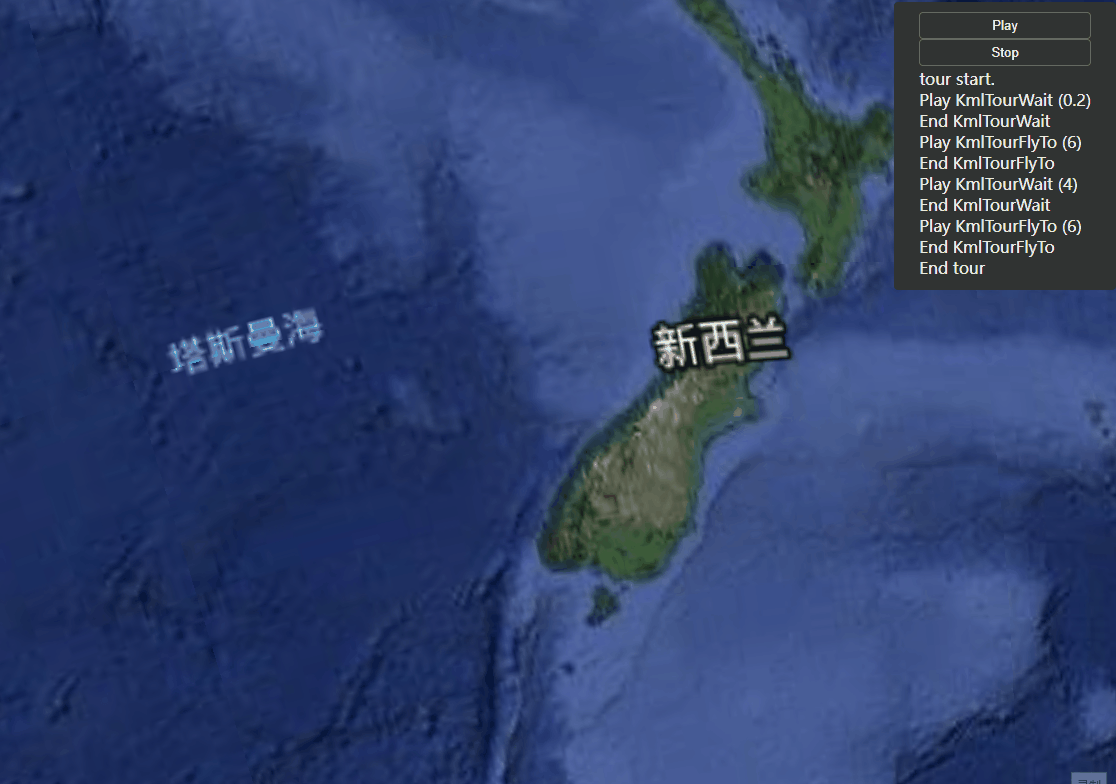 Play
Stop
tour start.
Play KmlTourWait (0.2)
End KmlTourWait
Play KmlTourFlyTo (6)
End KmlTourFlyTo
Play KmlTourWait (4)
End KmlTourWait
Play KmlTourFlyTo (6)
End KmlTourFlyTo
End tour
塔斯曼海
新西兰